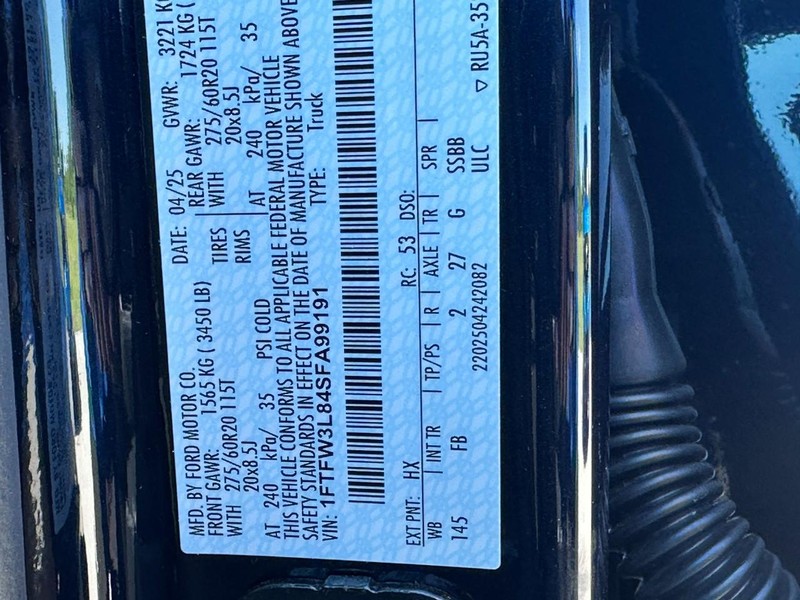 MFD. BY FORD MOTOR CO.
DATE: 04/25 GVWR: 3221 K
FRONT GAWR: 1565 KG ( 3450 LB)
REAR GAWR: 1724 KG (
WITH 275/60R20 115T TIRES WITH 275/60R20 115T
20x8.5J RIMS 20x8.5J
AT 240 kPa/ 35 PSI COLD AT 240 kPa/ 35
THIS VEHICLE CONFORMS TO ALL APPLICABLE FEDERAL MOTOR VEHICLE
SAFETY STANDARDS IN EFFECT ON THE DATE OF MANUFACTURE SHOWN ABOVE
VIN: 1FTFW3L84SFA99191 TYPE: Truck
EXT PNT: HX RC: 53 DSO:
WB INT TR TP/PS R AXLE TR SPR
145 FB 2 27 G SSBB
2202504242082 ULC ▽ RU5A-35